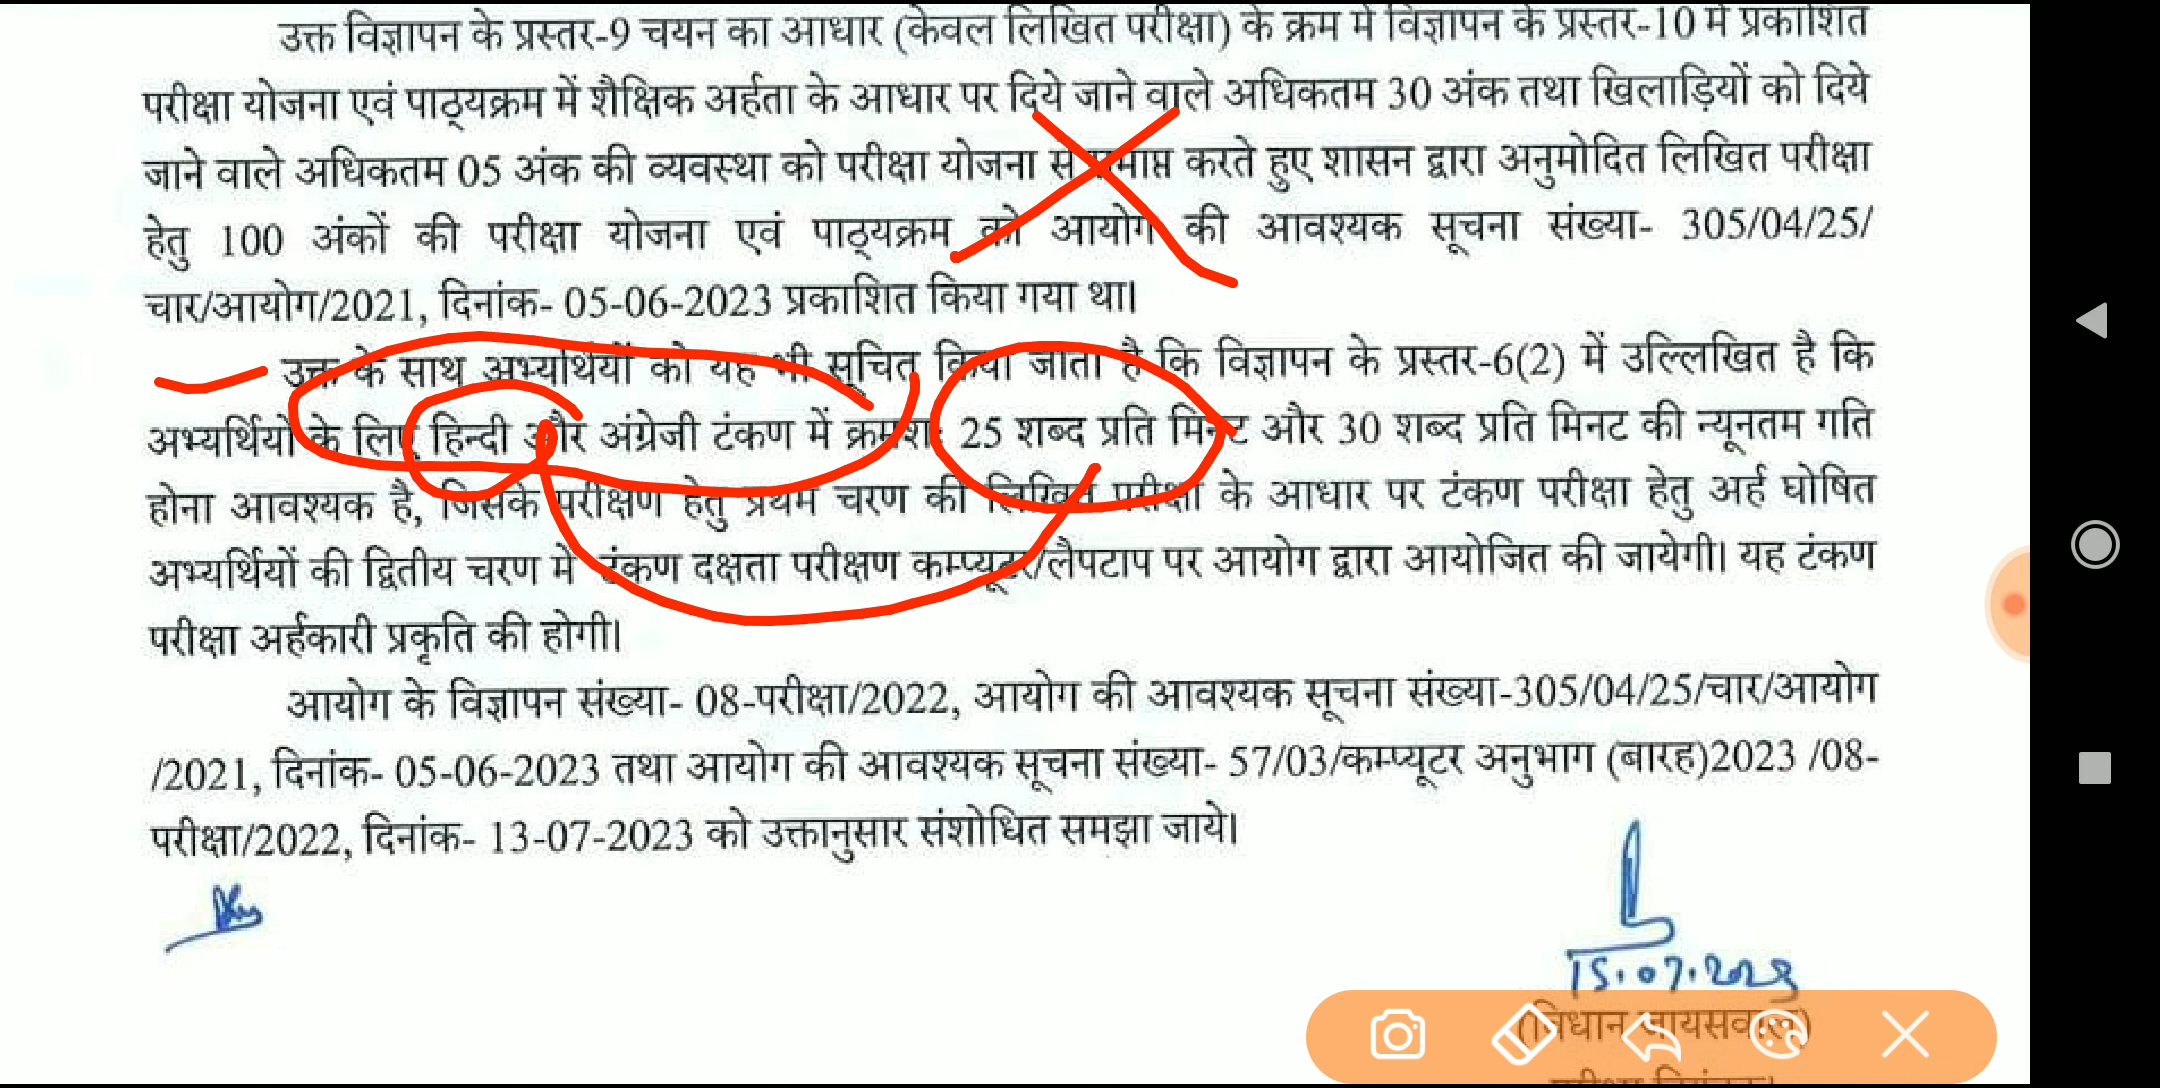 उक्त विज्ञापन के प्रस्तर-9 चयन का आधार (केवल लिखित परीक्षा) के क्रम में विज्ञापन के प्रस्तर-10 में प्रकाशित
परीक्षा योजना एवं पाठ्यक्रम में शैक्षिक अर्हता के आधार पर दिये जाने वाले अधिकतम 30 अंक तथा खिलाड़ियों को दिये
जाने वाले अधिकतम 05 अंक की व्यवस्था को परीक्षा योजना से समाप्त करते हुए शासन द्वारा अनुमोदित लिखित परीक्षा
हेतु 100 अंकों की परीक्षा योजना एवं पाठ्यक्रम को आयोग की आवश्यक सूचना संख्या- 305/04/25/
चार/आयोग/2021, दिनांक- 05-06-2023 प्रकाशित किया गया था।
उक्त के साथ अभ्यर्थियों को यह भी सूचित किया जाता है कि विज्ञापन के प्रस्तर-6(2) में उल्लिखित है कि
अभ्यर्थियों के लिए हिन्दी और अंग्रेजी टंकण में क्रमशः 25 शब्द प्रति मिनट और 30 शब्द प्रति मिनट की न्यूनतम गति
होना आवश्यक है, जिसके परीक्षण हेतु प्रथम चरण की लिखित परीक्षा के आधार पर टंकण परीक्षा हेतु अर्ह घोषित
अभ्यर्थियों की द्वितीय चरण में टंकण दक्षता परीक्षण कम्प्यूटर/लैपटाप पर आयोग द्वारा आयोजित की जायेगी। यह टंकण
परीक्षा अर्हकारी प्रकृति की होगी।
आयोग के विज्ञापन संख्या- 08-परीक्षा/2022, आयोग की आवश्यक सूचना संख्या-305/04/25/चार/आयोग
/2021, दिनांक- 05-06-2023 तथा आयोग की आवश्यक सूचना संख्या- 57/03/कम्प्यूटर अनुभाग (बारह)2023 /08-
परीक्षा/2022, दिनांक- 13-07-2023 को उक्तानुसार संशोधित समझा जाये।
15.07.2023
(विधान जायसवाल)